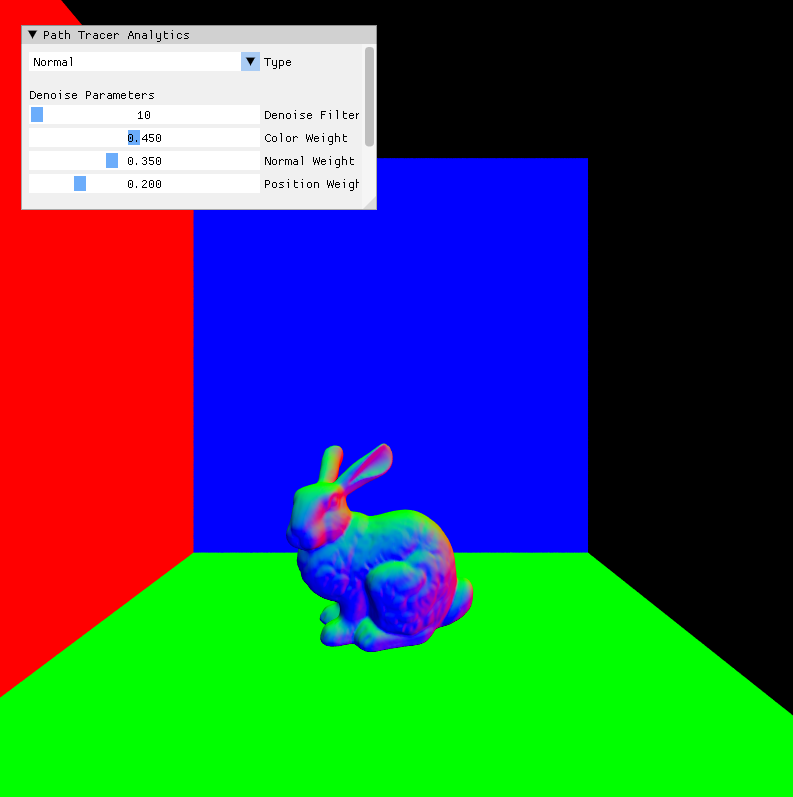 Path Tracer Analytics
Normal Type
Denoise Parameters
10 Denoise Filter
0.450 Color Weight
0.350 Normal Weight
0.200 Position Weigh